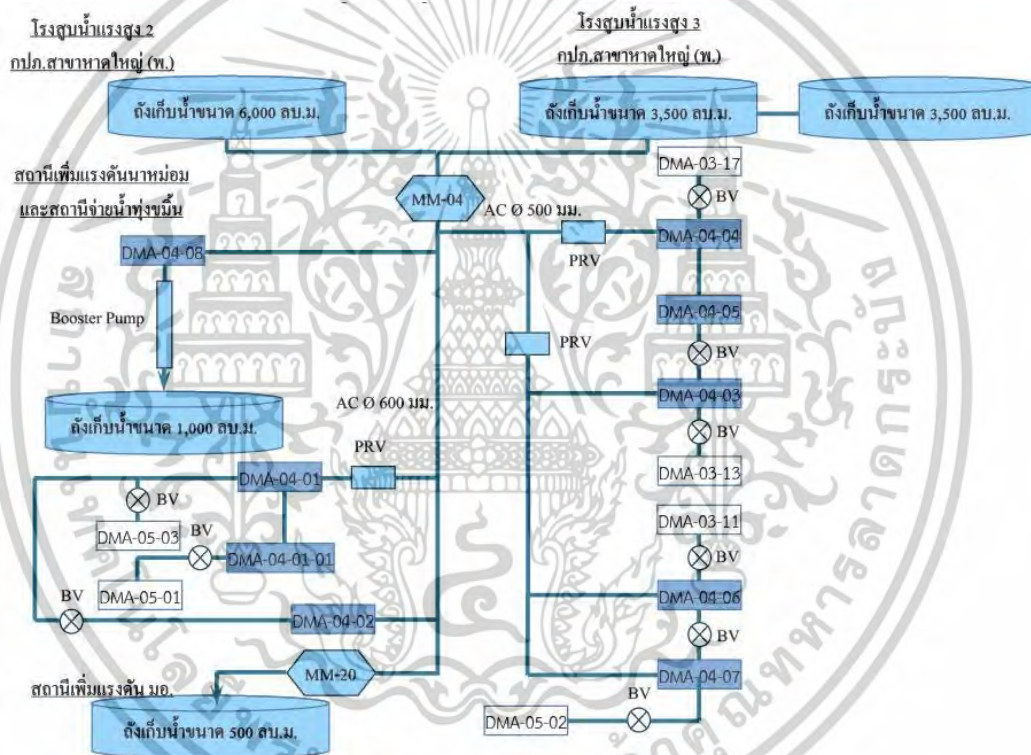 โรงสูบน้ำแรงสูง 2
กปภ.สาขาหาดใหญ่ (พ.)
โรงสูบน้ำแรงสูง 3
กปภ.สาขาหาดใหญ่ (พ.)
ถังเก็บน้ำขนาด 6,000 ลบ.ม.
ถังเก็บน้ำขนาด 3,500 ลบ.ม.
ถังเก็บน้ำขนาด 3,500 ลบ.ม.
DMA-03-17
BV
สถานีเพิ่มแรงดันนาหม่อม
และสถานีจ่ายน้ำทุ่งขมิ้น
MM-04
AC Ø 500 มม.
DMA-04-04
PRV
DMA-04-08
Booster Pump
DMA-04-05
PRV
BV
DMA-04-03
AC Ø 600 มม.
ถังเก็บน้ำขนาด 1,000 ลบ.ม.
BV
PRV
DMA-04-01
DMA-03-13
BV
DMA-05-03
BV
DMA-03-11
DMA-04-01-01
BV
DMA-05-01
BV
DMA-04-06
DMA-04-02
BV
MM-20
DMA-04-07
สถานีเพิ่มแรงดัน มอ.
BV
DMA-05-02
ถังเก็บน้ำขนาด 500 ลบ.ม.